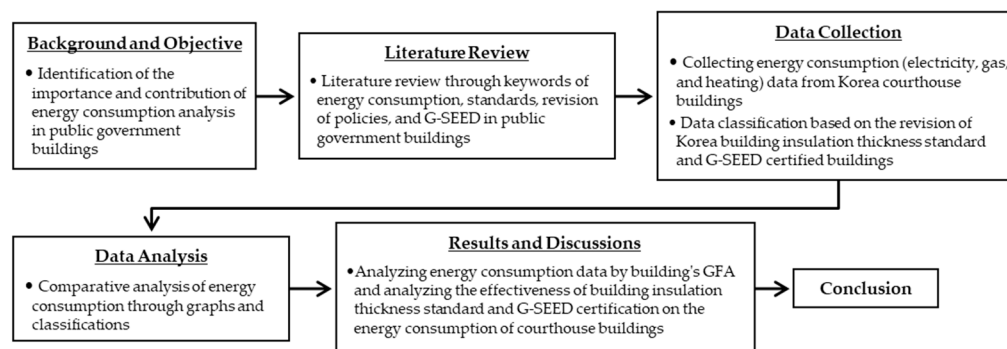 Background and Objective
• Identification of the
importance and contribution of
energy consumption analysis
in public government
buildings
Literature Review
• Literature review through keywords of
energy consumption, standards, revision
of policies, and G-SEED in public
government buildings
Data Collection
• Collecting energy consumption (electricity, gas,
and heating) data from Korea courthouse
buildings
• Data classification based on the revision of
Korea building insulation thickness standard
and G-SEED certified buildings
Data Analysis
• Comparative analysis of energy
consumption through graphs and
classifications
Results and Discussions
•Analyzing energy consumption data by building's GFA
and analyzing the effectiveness of building insulation
thickness standard and G-SEED certification on the
energy consumption of courthouse buildings
Conclusion